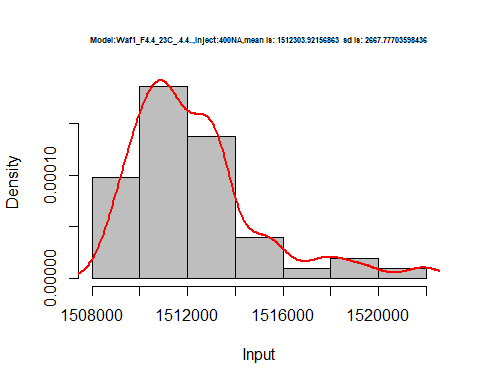 Model:Waf1_F4.4_23C_.4.4.,,Inject:400NA,mean is: 1512303.92156863 sd is: 2667.77703598436
0.00010
0.00000
Density
1508000 1512000 1516000 1520000
Input